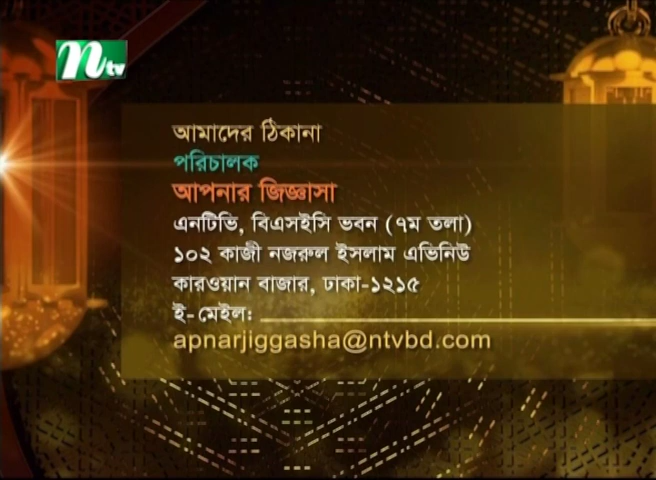 ntv
আমাদের ঠিকানা
পরিচালক
আপনার জিজ্ঞাসা
এনটিভি, বিএসইসি ভবন (৭ম তলা)
১০২ কাজী নজরুল ইসলাম এভিনিউ
কারওয়ান বাজার, ঢাকা-১২১৫
ই-মেইল:
apnarjiggasha@ntvbd.com